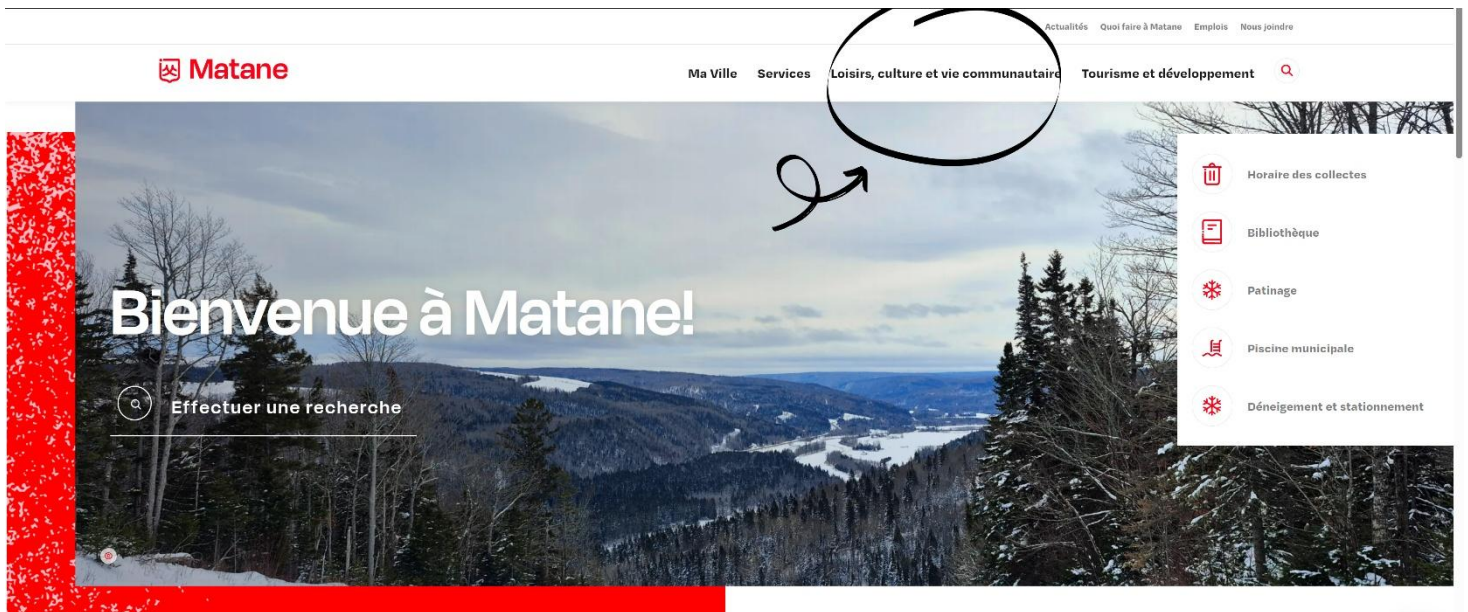 Actualités Quoi faire à Matane Emplois Nous joindre
Matane
Ma Ville Services Loisirs, culture et vie communautaire Tourisme et développement
Horaire des collectes
Bibliothèque
Patinage
Piscine municipale
Déneigement et stationnement
Bienvenue à Matane!
Effectuer une recherche